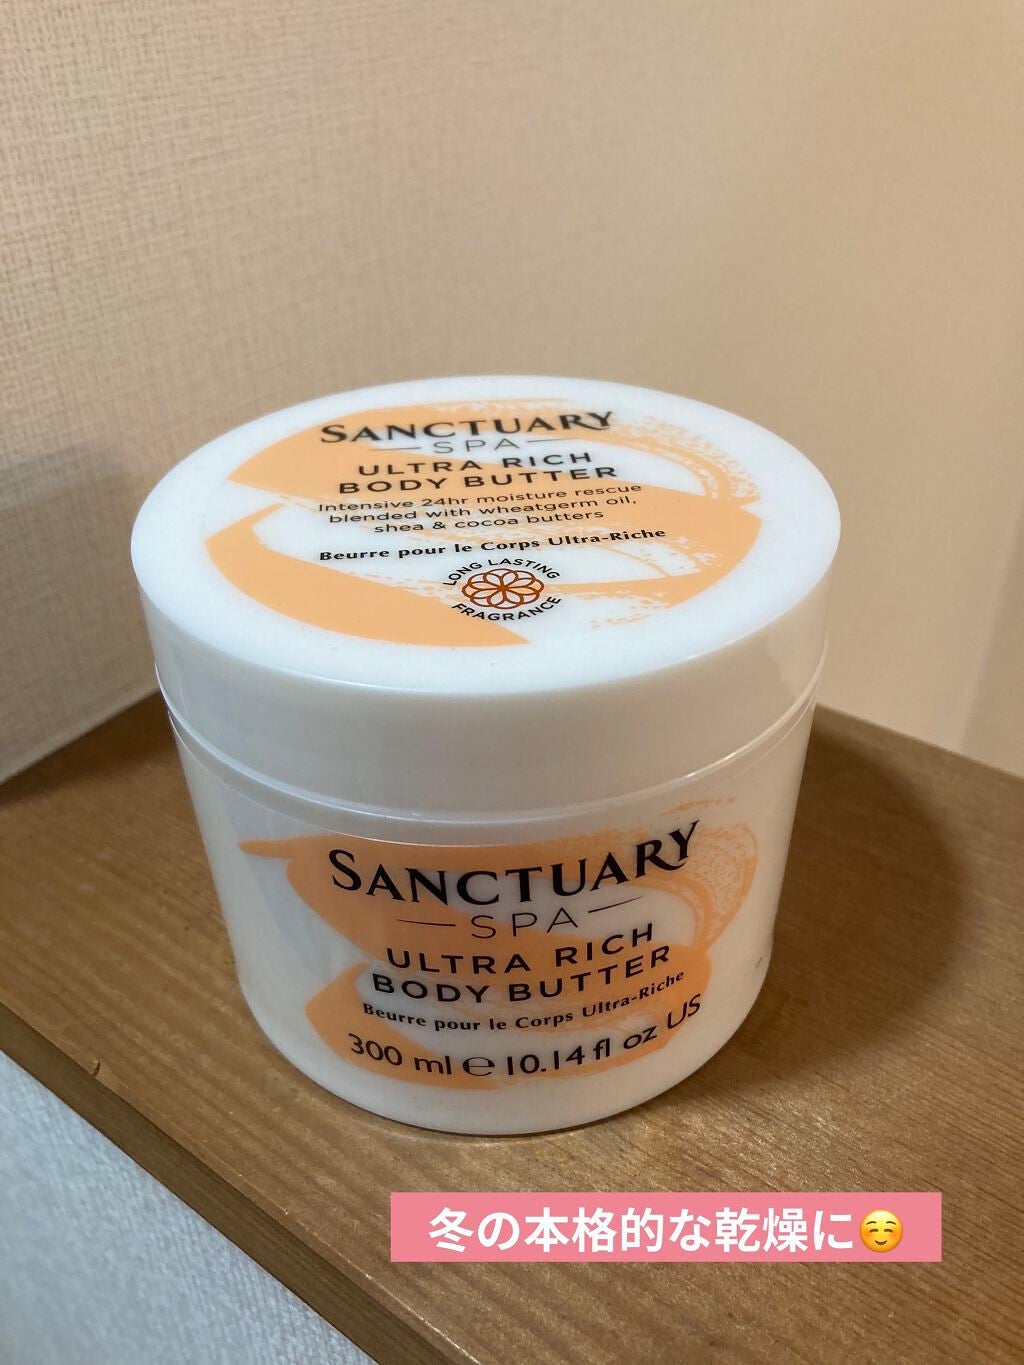 SANCTUARY
SPA
ULTRA RICH
BODY BUTTER
Intensive 24hr moisture rescue
blended with wheatgerm oil,
shea & cocoa butters
Beurre pour le Corps Ultra-Riche
LONG LASTING
FRAGRANCE
SANCTUARY
SPA
ULTRA RICH
BODY BUTTER
Beurre pour le Corps Ultra-Riche
300 ml e 10.14 fl oz US
冬の本格的な乾燥に☺️